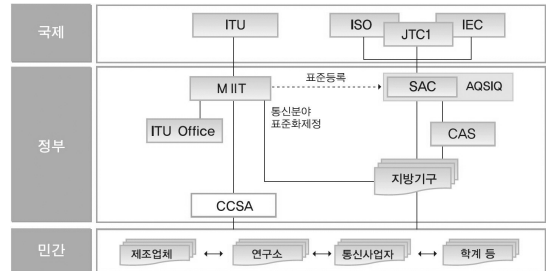 국제
ITU
ISO
JTC1
IEC
정부
MIIT
표준등록
SAC
AQSIQ
통신분야
표준화제정
ITU Office
CAS
지방기구
CCSA
민간
제조업체
연구소
통신사업자
학계 등